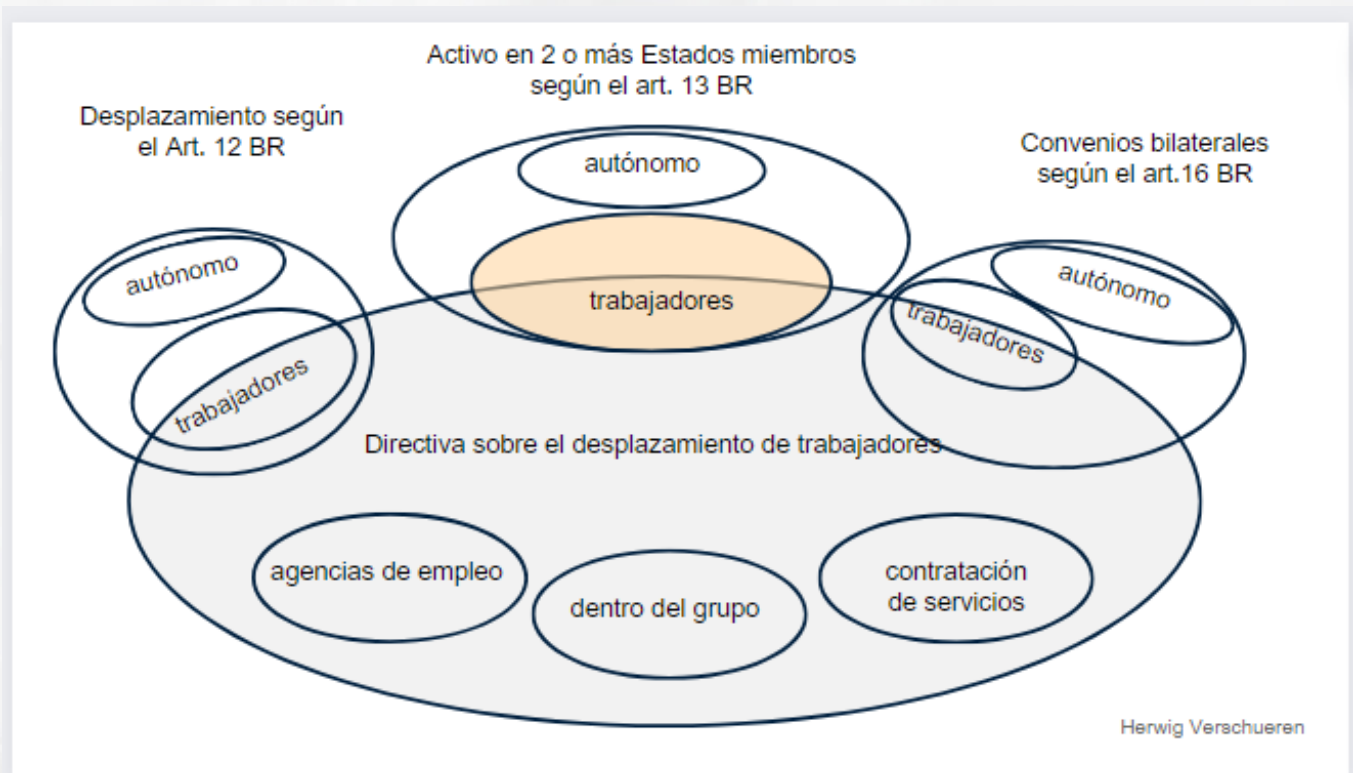 Activo en 2 o más Estados miembros
según el art. 13 BR
Desplazamiento según
el Art. 12 BR
Convenios bilaterales
según el art.16 BR
autónomo
trabajadores
autónomo
trabajadores
autónomo
trabajadores
Directiva sobre el desplazamiento de trabajadores
agencias de empleo
dentro del grupo
contratación
de servicios
Herwig Verschueren